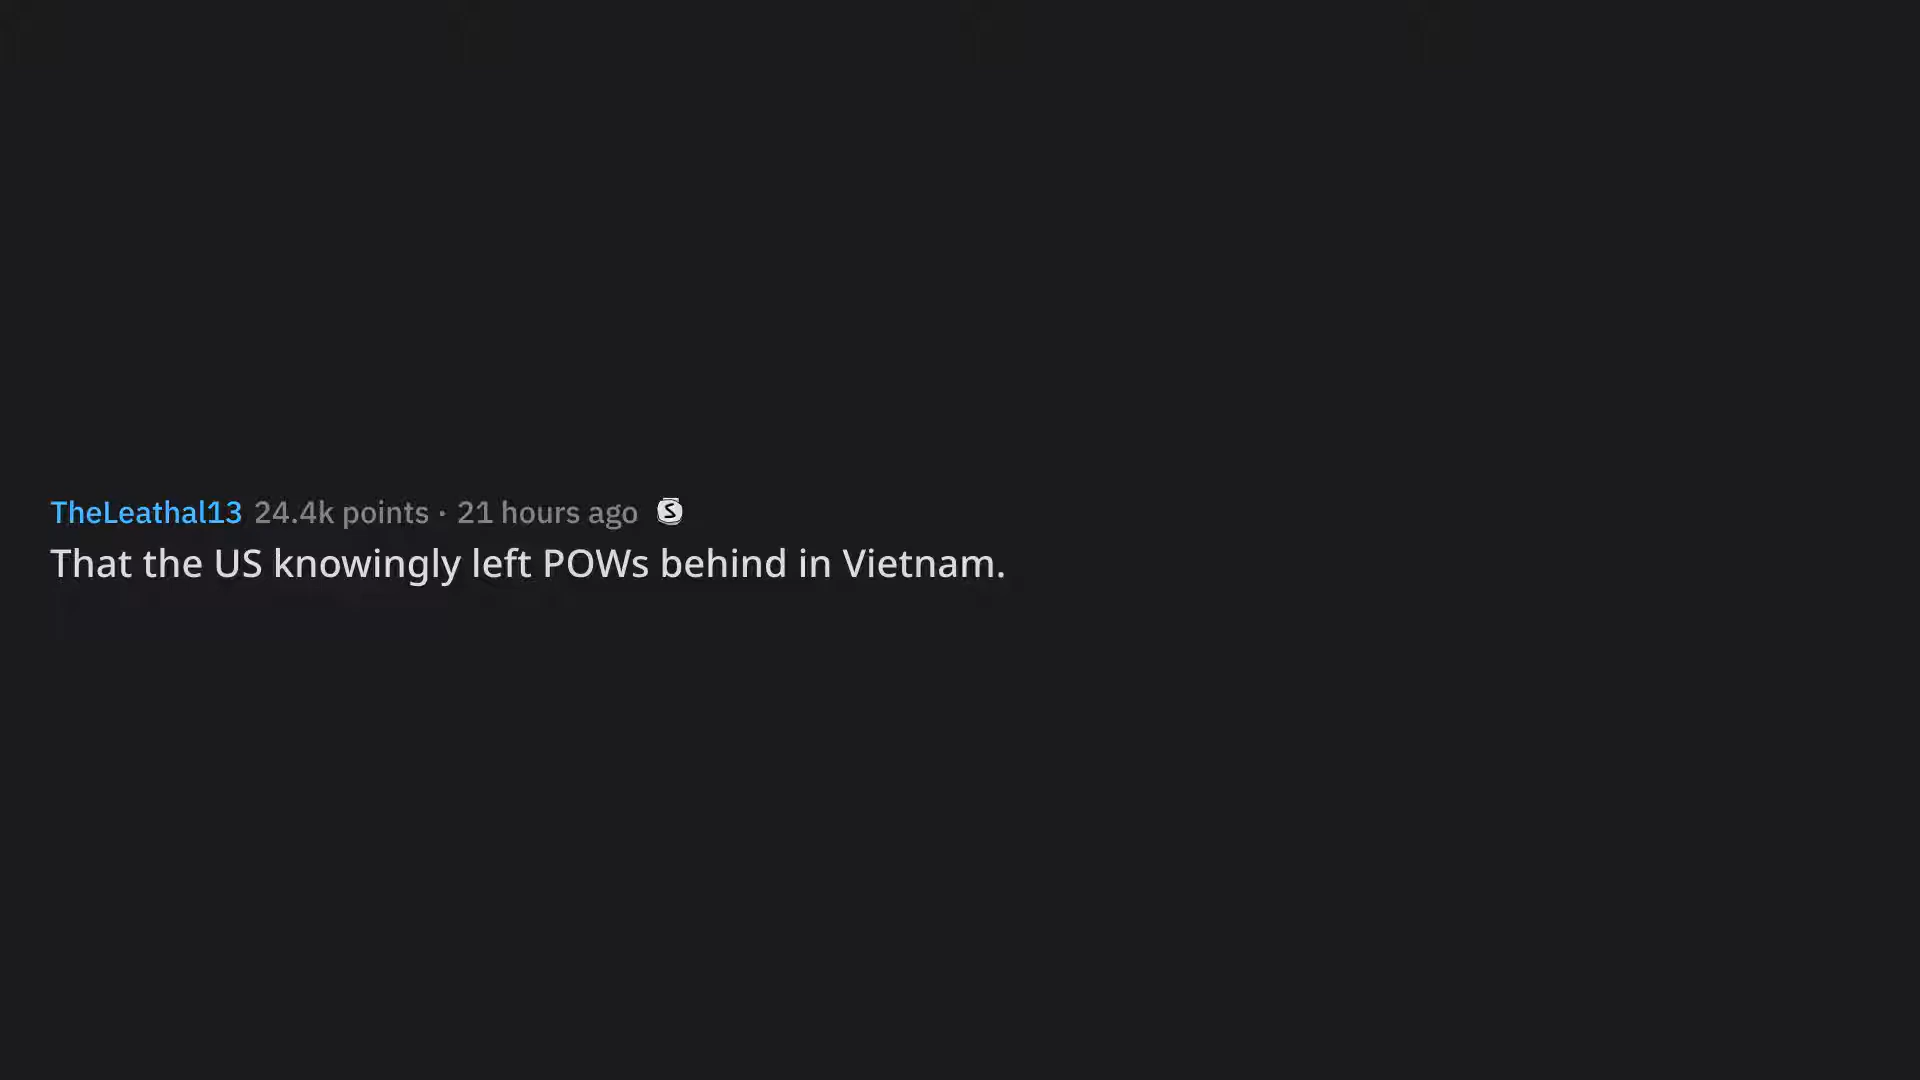 TheLeathal13 24.4k points · 21 hours ago S
That the US knowingly left POWs behind in Vietnam.